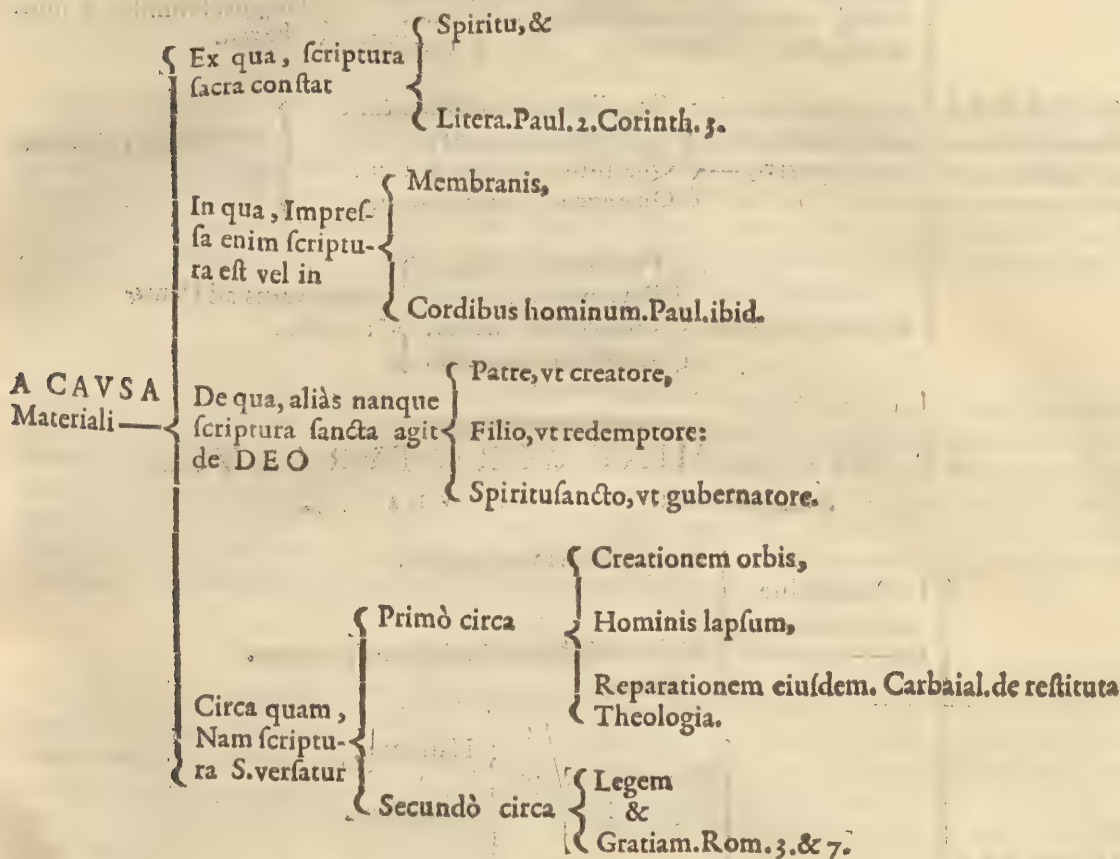 A CAVSA
Materiali
Ex qua, ſcriptura
ſacra conſtat
Spiritu, &
Litera. Paul. 2. Corinth. 3.
In qua, Impreſ-
ſa enim ſcriptu-
ra eſt vel in
Membranis,
Cordibus hominum. Paul. ibid.
De qua, aliàs nanque
ſcriptura ſancta agit
de DEO
Patre, vt creatore,
Filio, vt redemptore:
Spirituſancto, vt gubernatore.
Circa quam,
Nam ſcriptu-
ra S. verſatur
Primò circa
Creationem orbis,
Hominis lapſum,
Reparationem eiuſdem. Carbaial. de reſtituta
Theologia.
Secundò circa
Legem
&
Gratiam. Rom. 3. & 7.